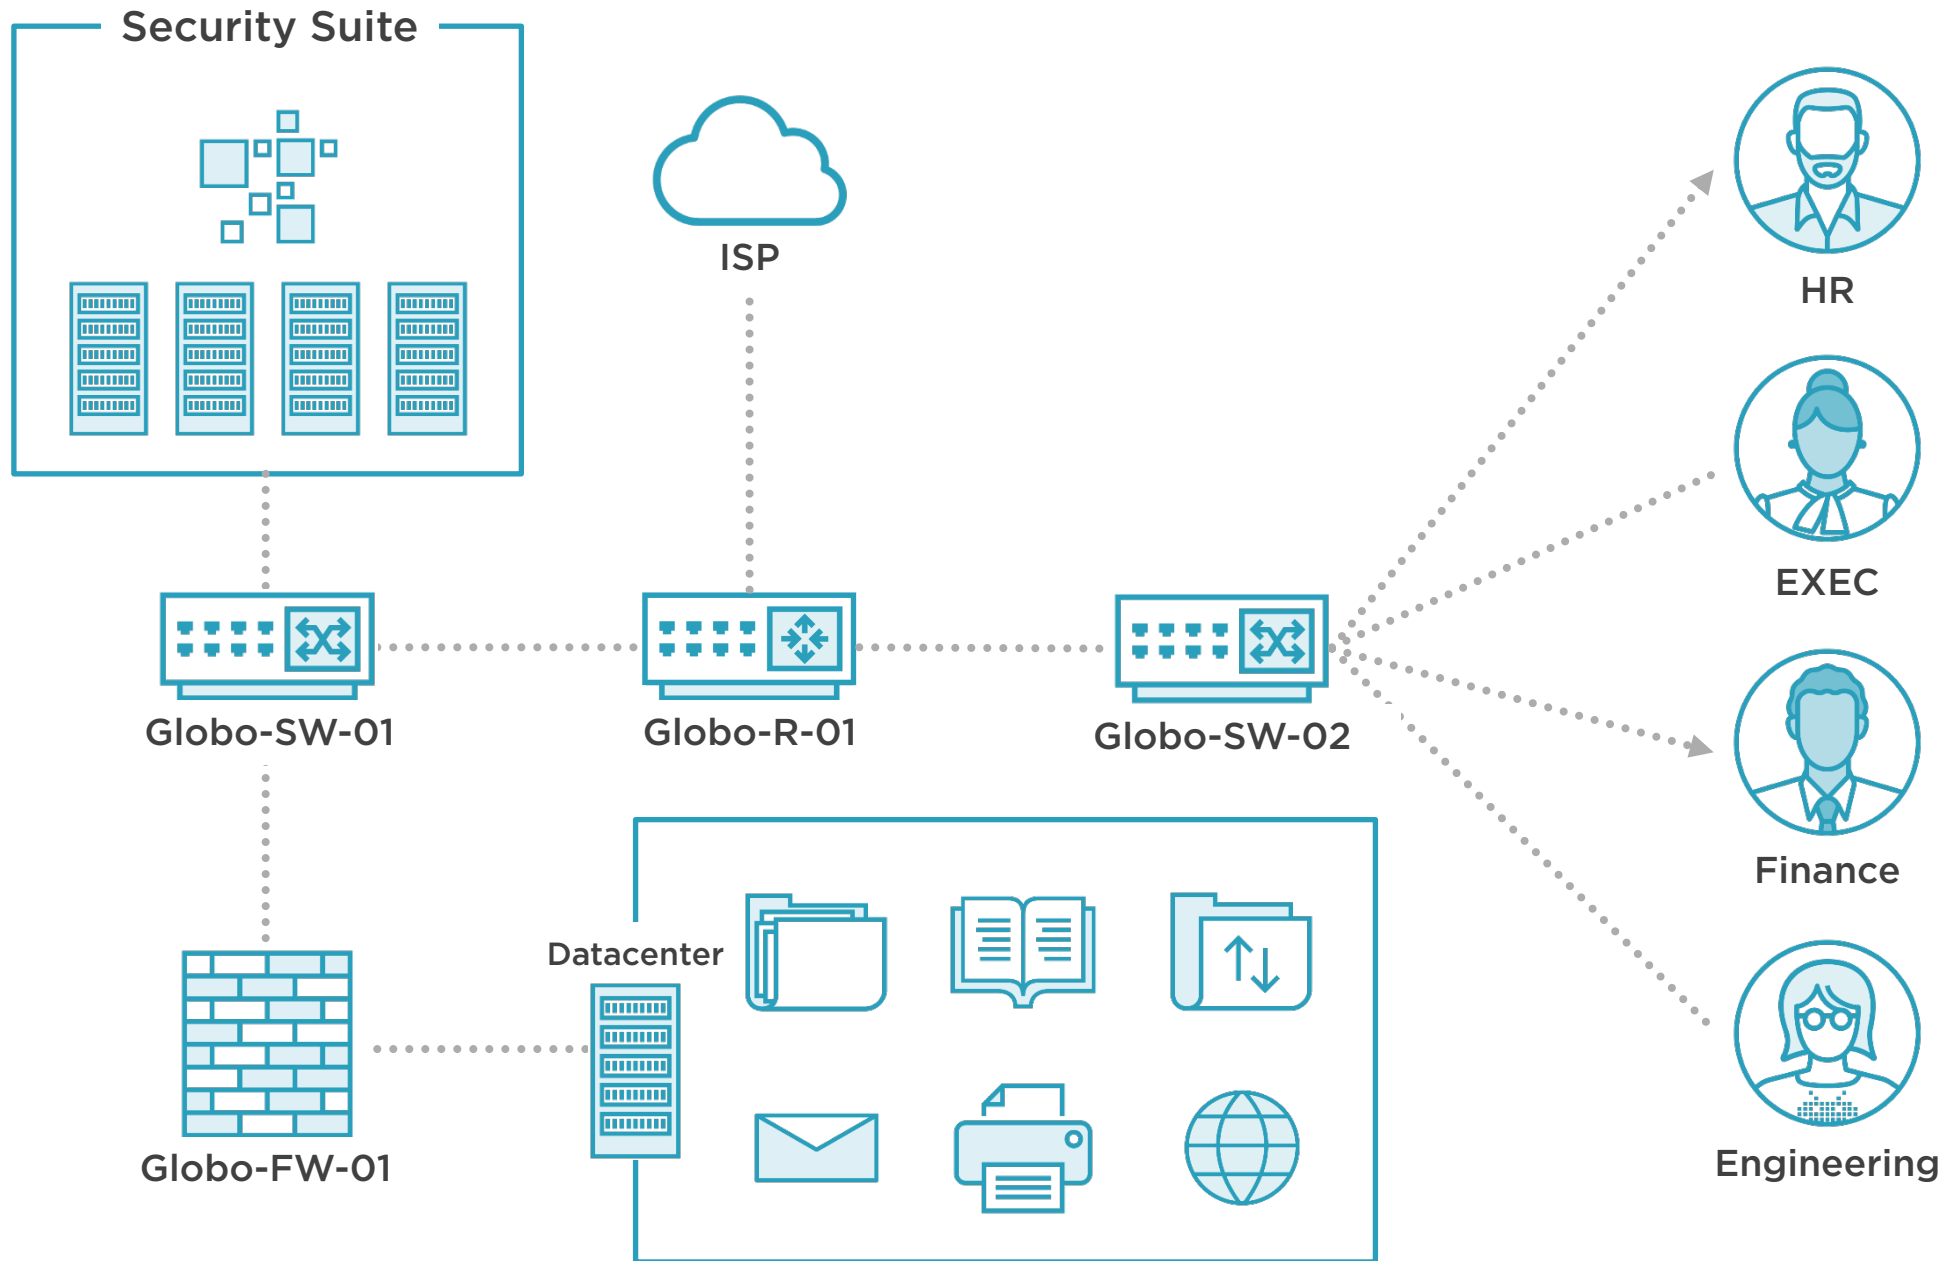 Security Suite
ISP
HR
EXEC
Globo-SW-01
Globo-R-01
Globo-SW-02
Finance
Datacenter
Globo-FW-01
Engineering